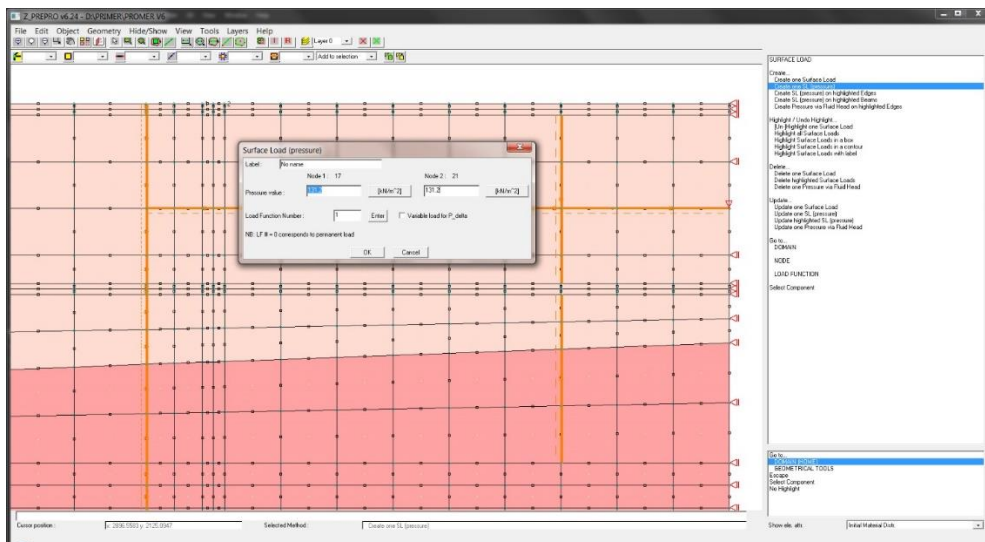 Z_PREPRO v6.24 - D:\PRIMER\PROMER V6
File Edit Object Geometry Hide/Show View Tools Layers Help
Layer 0
Add to selection
Surface Load (pressure)
Label: No name
Node 1: 17 Node 2: 21
Pressure value: 131.2 [kN/m^2] 131.2 [kN/m^2]
Load Function Number: 1 Enter Variable load for P_delta
NB: LF # = 0 corresponds to permanent load
OK Cancel
SURFACE LOAD
Create...
Create one Surface Load
Create one SL (pressure)
Create SL (pressure) on highlighted Edges
Create SL (pressure) on highlighted Beams
Create Pressure via Fluid Head on highlighted Edges
Highlight / Undo Highlight...
[Un-]Highlight one Surface Load
Highlight all Surface Loads
Highlight Surface Loads in a box
Highlight Surface Loads in a contour
Highlight Surface Loads with label
Delete...
Delete one Surface Load
Delete highlighted Surface Loads
Delete one Pressure via Fluid Head
Update...
Update one Surface Load
Update one SL (pressure)
Update highlighted SL (pressure)
Update one Pressure via Fluid Head
Go to...
DOMAIN
NODE
LOAD FUNCTION
Select Component
Go to...
GEOMETRICAL TOOLS
Escape
Select Component
No Highlight
Cursor position: Selected Method: Create one SL (pressure) Show ele. attr. Initial Material Distr.